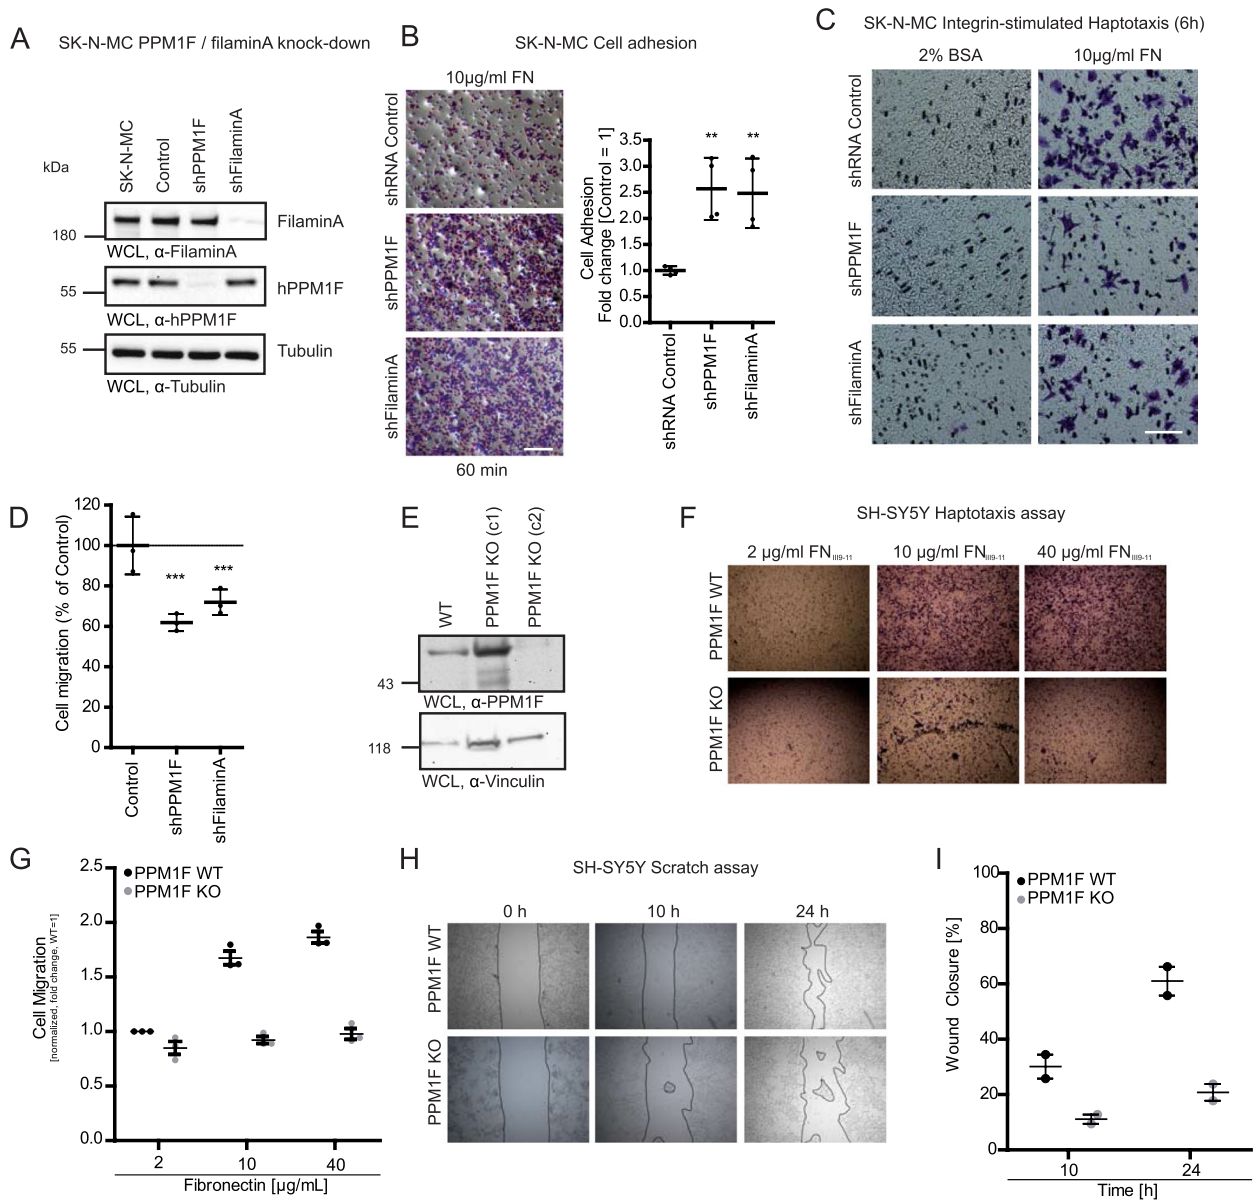 A
SK-N-MC PPM1F / filaminA knock-down
kDa
SK-N-MC
Control
shPPM1F
shFilaminA
FilaminA
180
WCL, α-FilaminA
hPPM1F
55
WCL, α-hPPM1F
55
Tubulin
WCL, α-Tubulin
B
SK-N-MC Cell adhesion
10µg/ml FN
shRNA Control
shPPM1F
shFilaminA
60 min
Cell Adhesion
Fold change [Control = 1]
3.5
3.0
2.5
2.0
1.5
1.0
0.5
0.0
** **
shRNA Control
shPPM1F
shFilaminA
C
SK-N-MC Integrin-stimulated Haptotaxis (6h)
2% BSA
10µg/ml FN
shRNA Control
shPPM1F
shFilaminA
D
Cell migration (% of Control)
120
100
80
60
40
20
0
*** ***
Control
shPPM1F
shFilaminA
E
WT
PPM1F KO (c1)
PPM1F KO (c2)
43
WCL, α-PPM1F
118
WCL, α-Vinculin
F
SH-SY5Y Haptotaxis assay
2 µg/ml FNIII9-11
10 µg/ml FNIII9-11
40 µg/ml FNIII9-11
PPM1F WT
PPM1F KO
G
PPM1F WT
PPM1F KO
Cell Migration
[normalized, fold change, WT=1]
2.5
2.0
1.5
1.0
0.5
0.0
2 10 40
Fibronectin [µg/mL]
H
SH-SY5Y Scratch assay
0 h
10 h
24 h
PPM1F WT
PPM1F KO
I
PPM1F WT
PPM1F KO
Wound Closure [%]
100
80
60
40
20
0
10 24
Time [h]